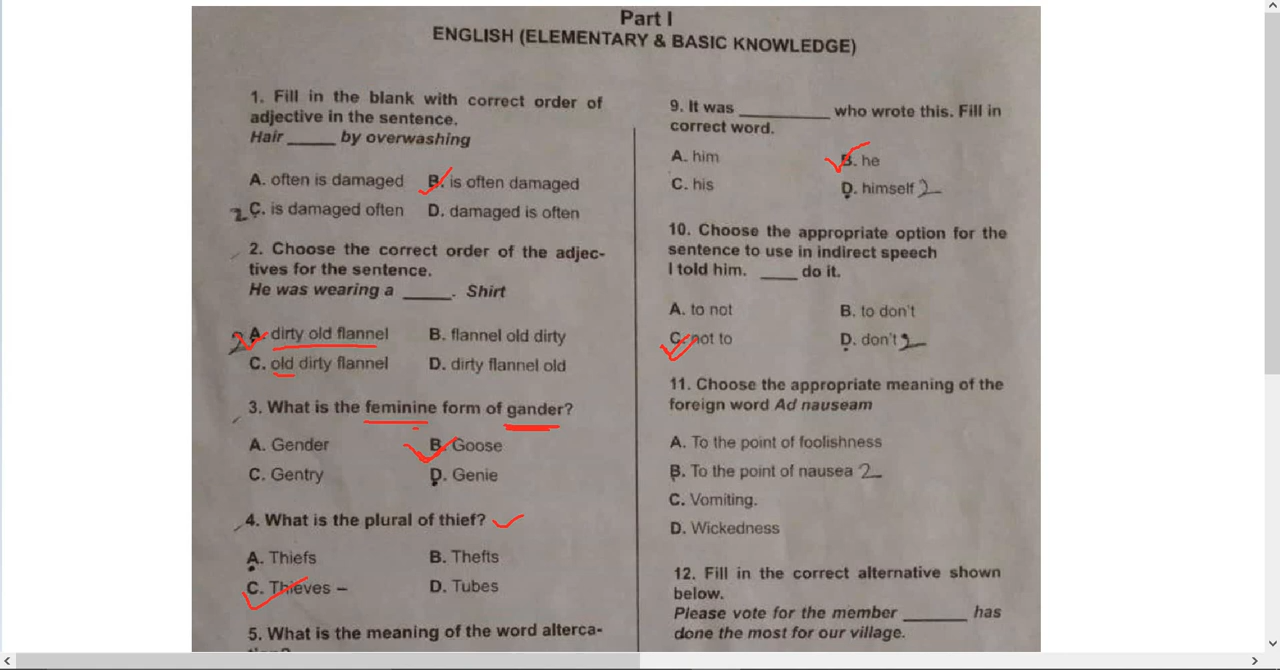 Part I
ENGLISH (ELEMENTARY & BASIC KNOWLEDGE)
1. Fill in the blank with correct order of
adjective in the sentence.
Hair _____ by overwashing
A. often is damaged B. is often damaged
2 C. is damaged often D. damaged is often
2. Choose the correct order of the adjec-
tives for the sentence.
He was wearing a _____. Shirt
2 A. dirty old flannel B. flannel old dirty
C. old dirty flannel D. dirty flannel old
3. What is the feminine form of gander?
A. Gender B. Goose
C. Gentry D. Genie
4. What is the plural of thief?
A. Thiefs B. Thefts
C. Thieves – D. Tubes
5. What is the meaning of the word alterca-
9. It was __________ who wrote this. Fill in
correct word.
A. him B. he
C. his D. himself 2
10. Choose the appropriate option for the
sentence to use in indirect speech
I told him. ____ do it.
A. to not B. to don't
C. not to D. don't 2
11. Choose the appropriate meaning of the
foreign word Ad nauseam
A. To the point of foolishness
B. To the point of nausea 2
C. Vomiting.
D. Wickedness
12. Fill in the correct alternative shown
below.
Please vote for the member _______ has
done the most for our village.